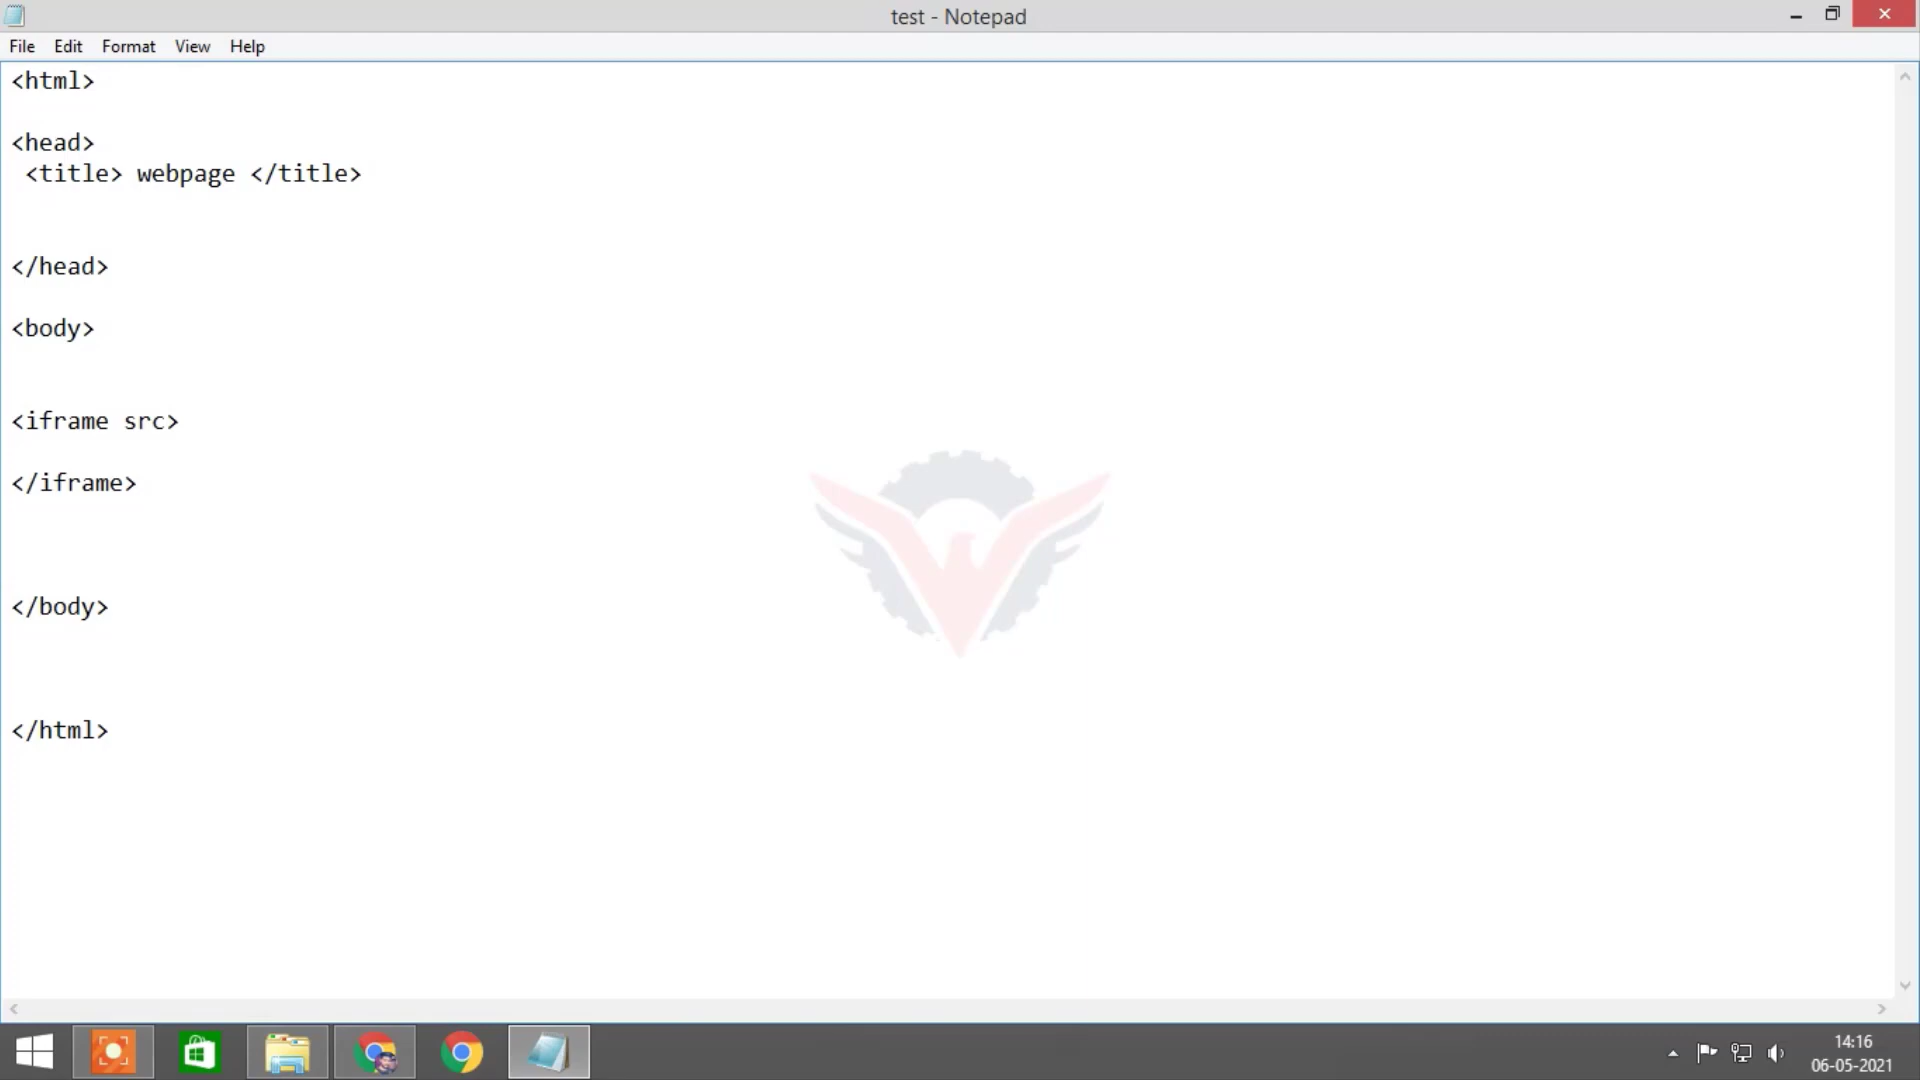 test - Notepad
File Edit Format View Help
<html>
<head>
<title> webpage </title>
</head>
<body>
<iframe src>
</iframe>
</body>
</html>
14:16
06-05-2021